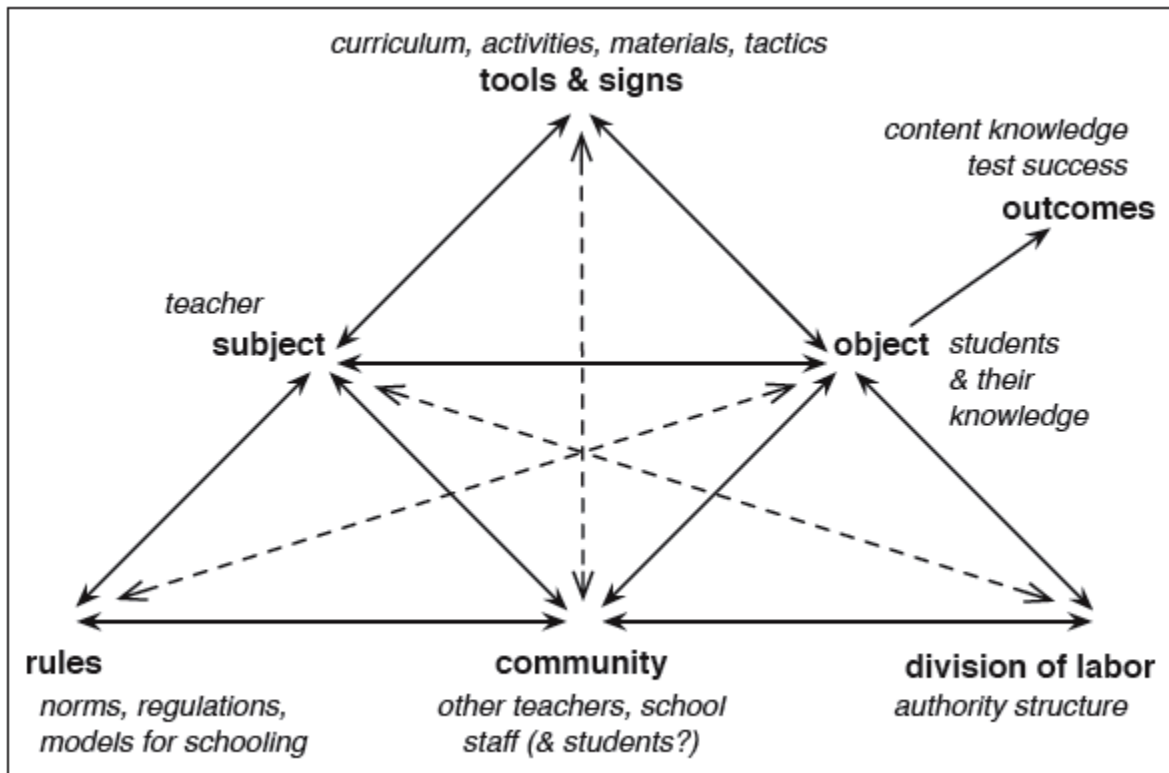 curriculum, activities, materials, tactics
tools & signs
content knowledge
test success
outcomes
teacher
subject
object
students
& their
knowledge
rules
norms, regulations,
models for schooling
community
other teachers, school
staff (& students?)
division of labor
authority structure